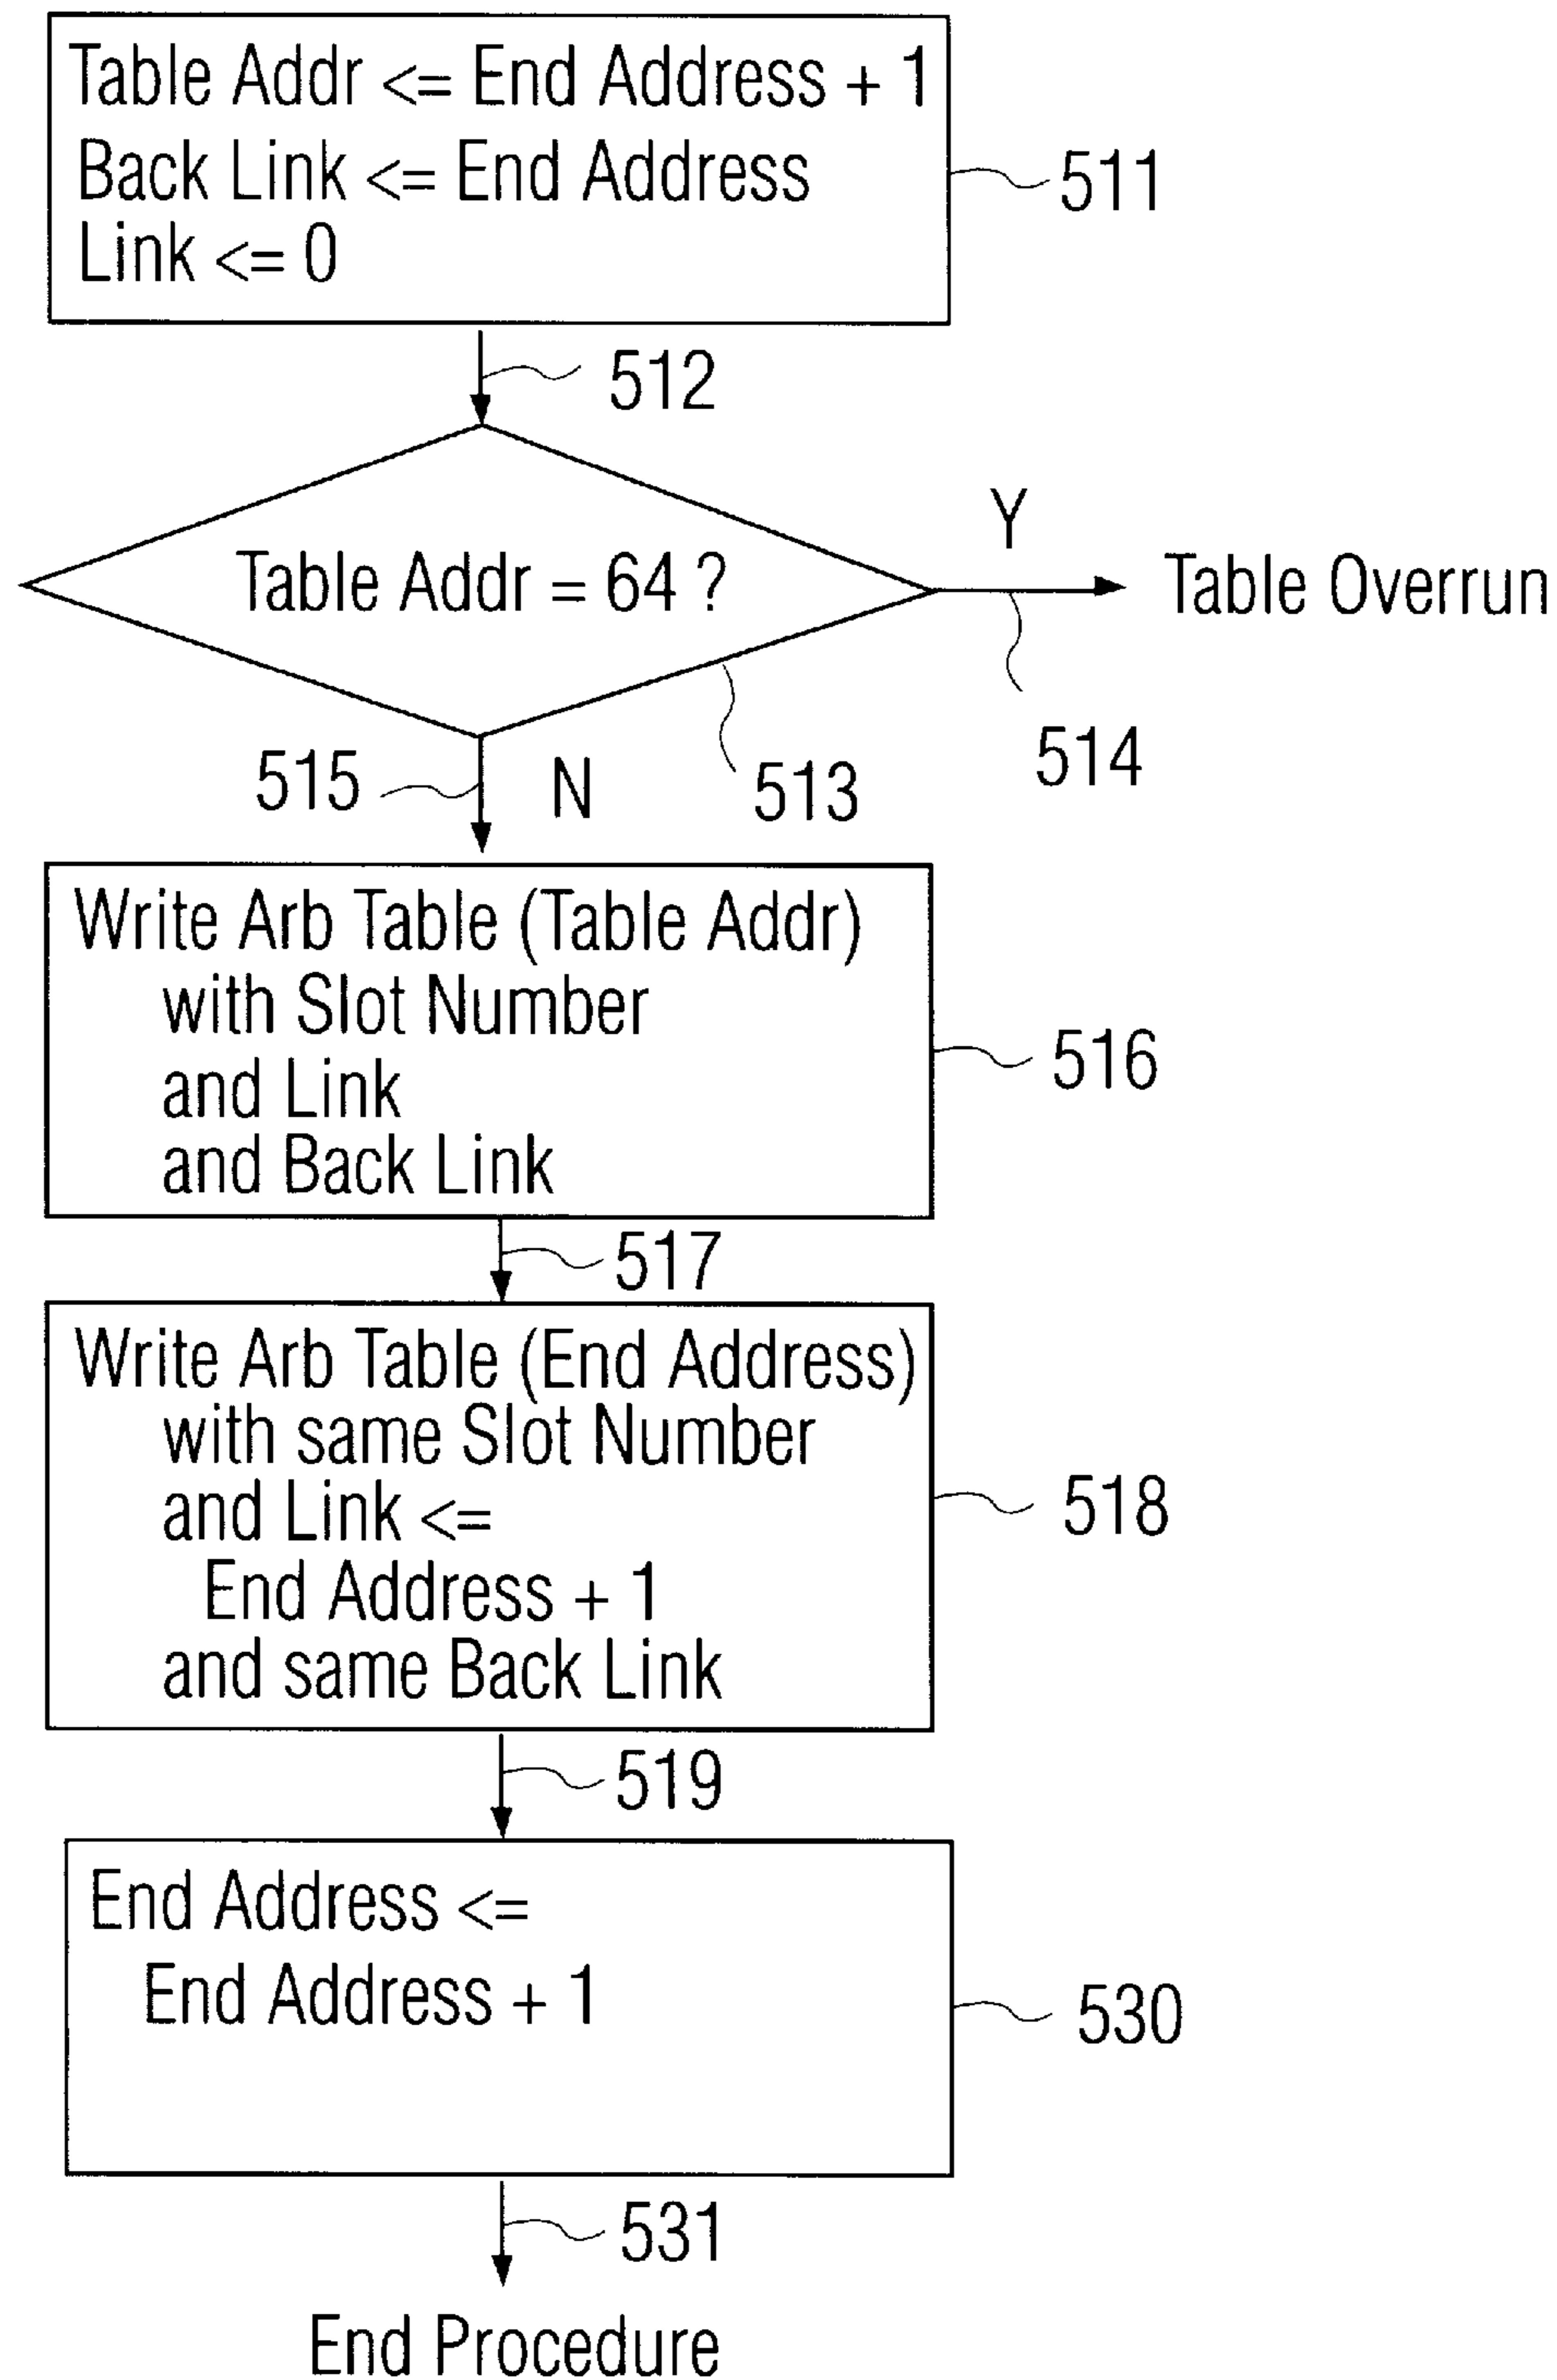 Table Addr <= End Address + 1
Back Link <= End Address
Link <= 0
511
512
Table Addr = 64 ?
Y
Table Overrun
514
513
515
N
Write Arb Table (Table Addr)
with Slot Number
and Link
and Back Link
516
517
Write Arb Table (End Address)
with same Slot Number
and Link <=
End Address + 1
and same Back Link
518
519
End Address <=
End Address + 1
530
531
End Procedure